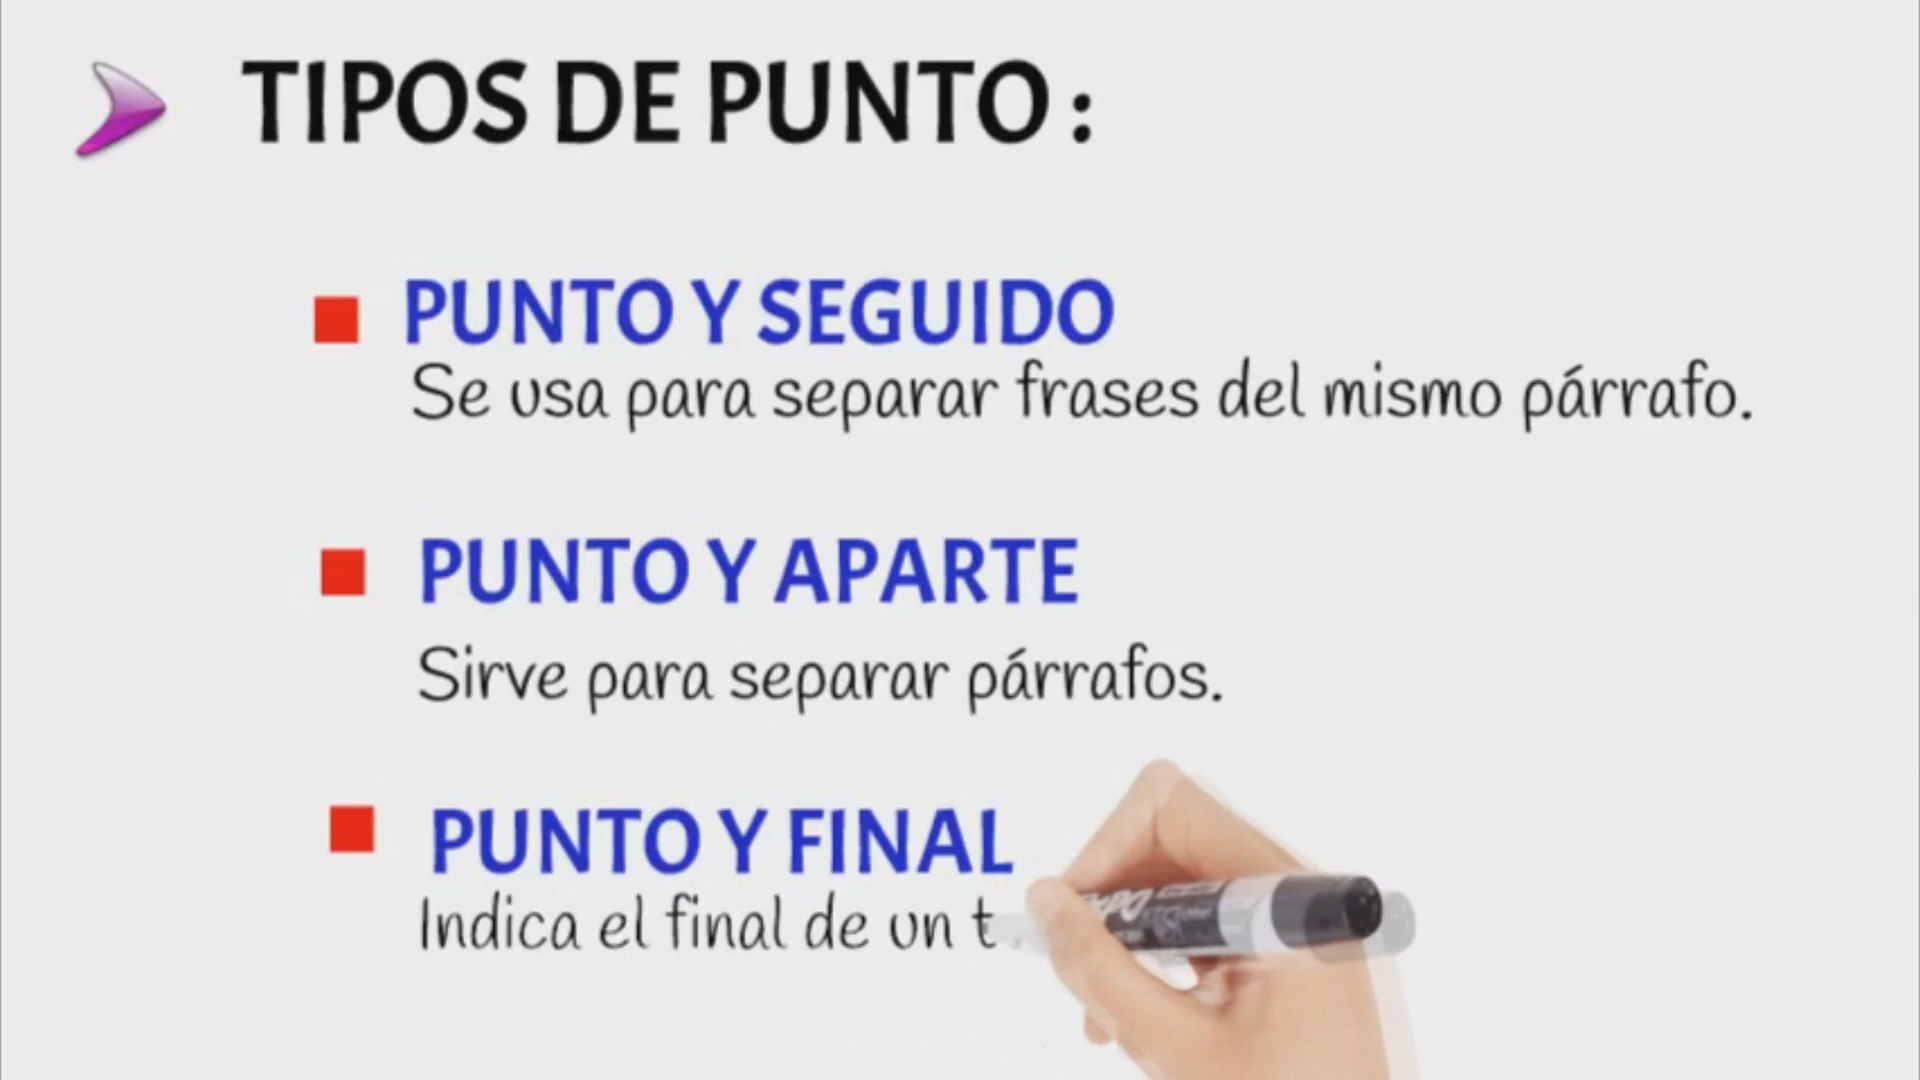 TIPOS DE PUNTO :
PUNTO Y SEGUIDO
Se usa para separar frases del mismo párrafo.
PUNTO Y APARTE
Sirve para separar párrafos.
PUNTO Y FINAL
Indica el final de un t